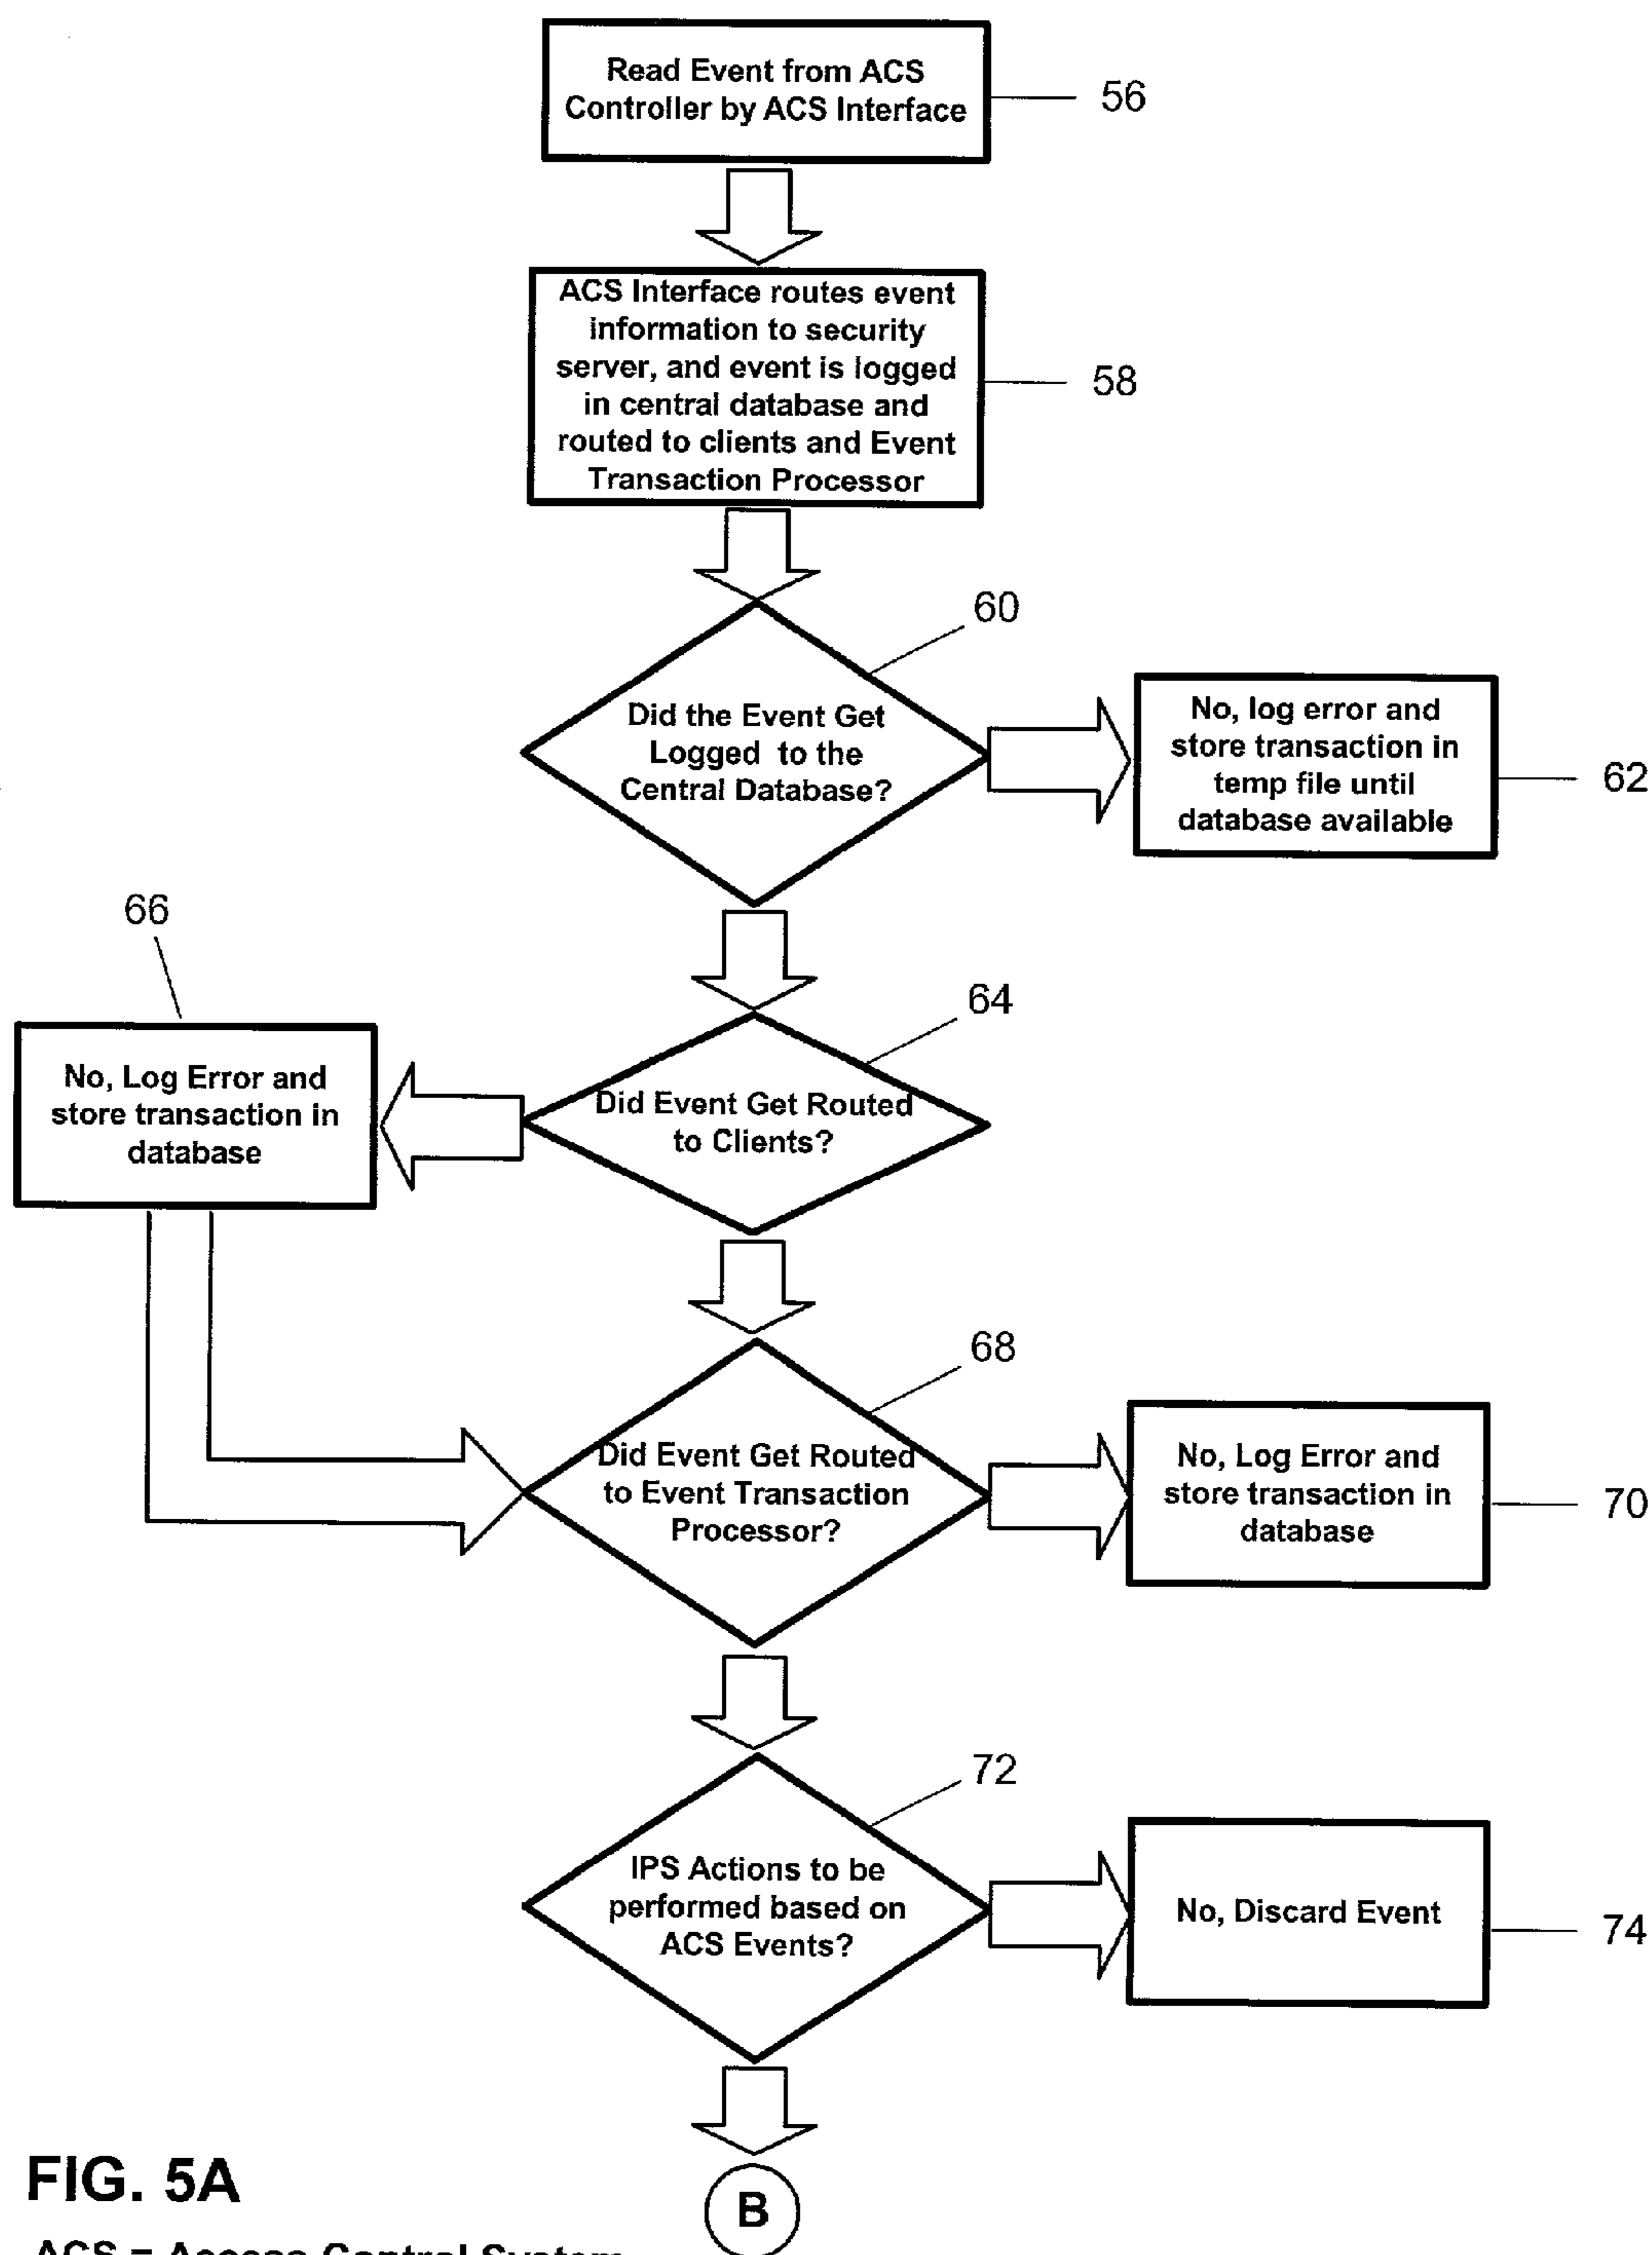 Read Event from ACS
Controller by ACS Interface
56
ACS Interface routes event
information to security
server, and event is logged
in central database and
routed to clients and Event
Transaction Processor
58
60
Did the Event Get
Logged to the
Central Database?
No, log error and
store transaction in
temp file until
database available
62
66
64
No, Log Error and
store transaction in
database
Did Event Get Routed
to Clients?
68
Did Event Get Routed
to Event Transaction
Processor?
No, Log Error and
store transaction in
database
70
72
IPS Actions to be
performed based on
ACS Events?
No, Discard Event
74
FIG. 5A
B
ACS = Access Control System